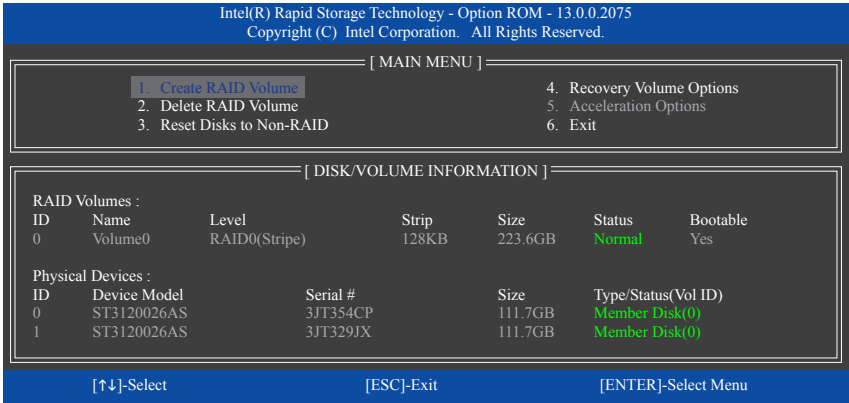 Intel(R) Rapid Storage Technology - Option ROM - 13.0.0.2075
Copyright (C) Intel Corporation. All Rights Reserved.
[ MAIN MENU ]
1. Create RAID Volume 4. Recovery Volume Options
2. Delete RAID Volume 5. Acceleration Options
3. Reset Disks to Non-RAID 6. Exit
[ DISK/VOLUME INFORMATION ]
RAID Volumes :
ID Name Level Strip Size Status Bootable
0 Volume0 RAID0(Stripe) 128KB 223.6GB Normal Yes
Physical Devices :
ID Device Model Serial # Size Type/Status(Vol ID)
0 ST3120026AS 3JT354CP 111.7GB Member Disk(0)
1 ST3120026AS 3JT329JX 111.7GB Member Disk(0)
[↑↓]-Select [ESC]-Exit [ENTER]-Select Menu